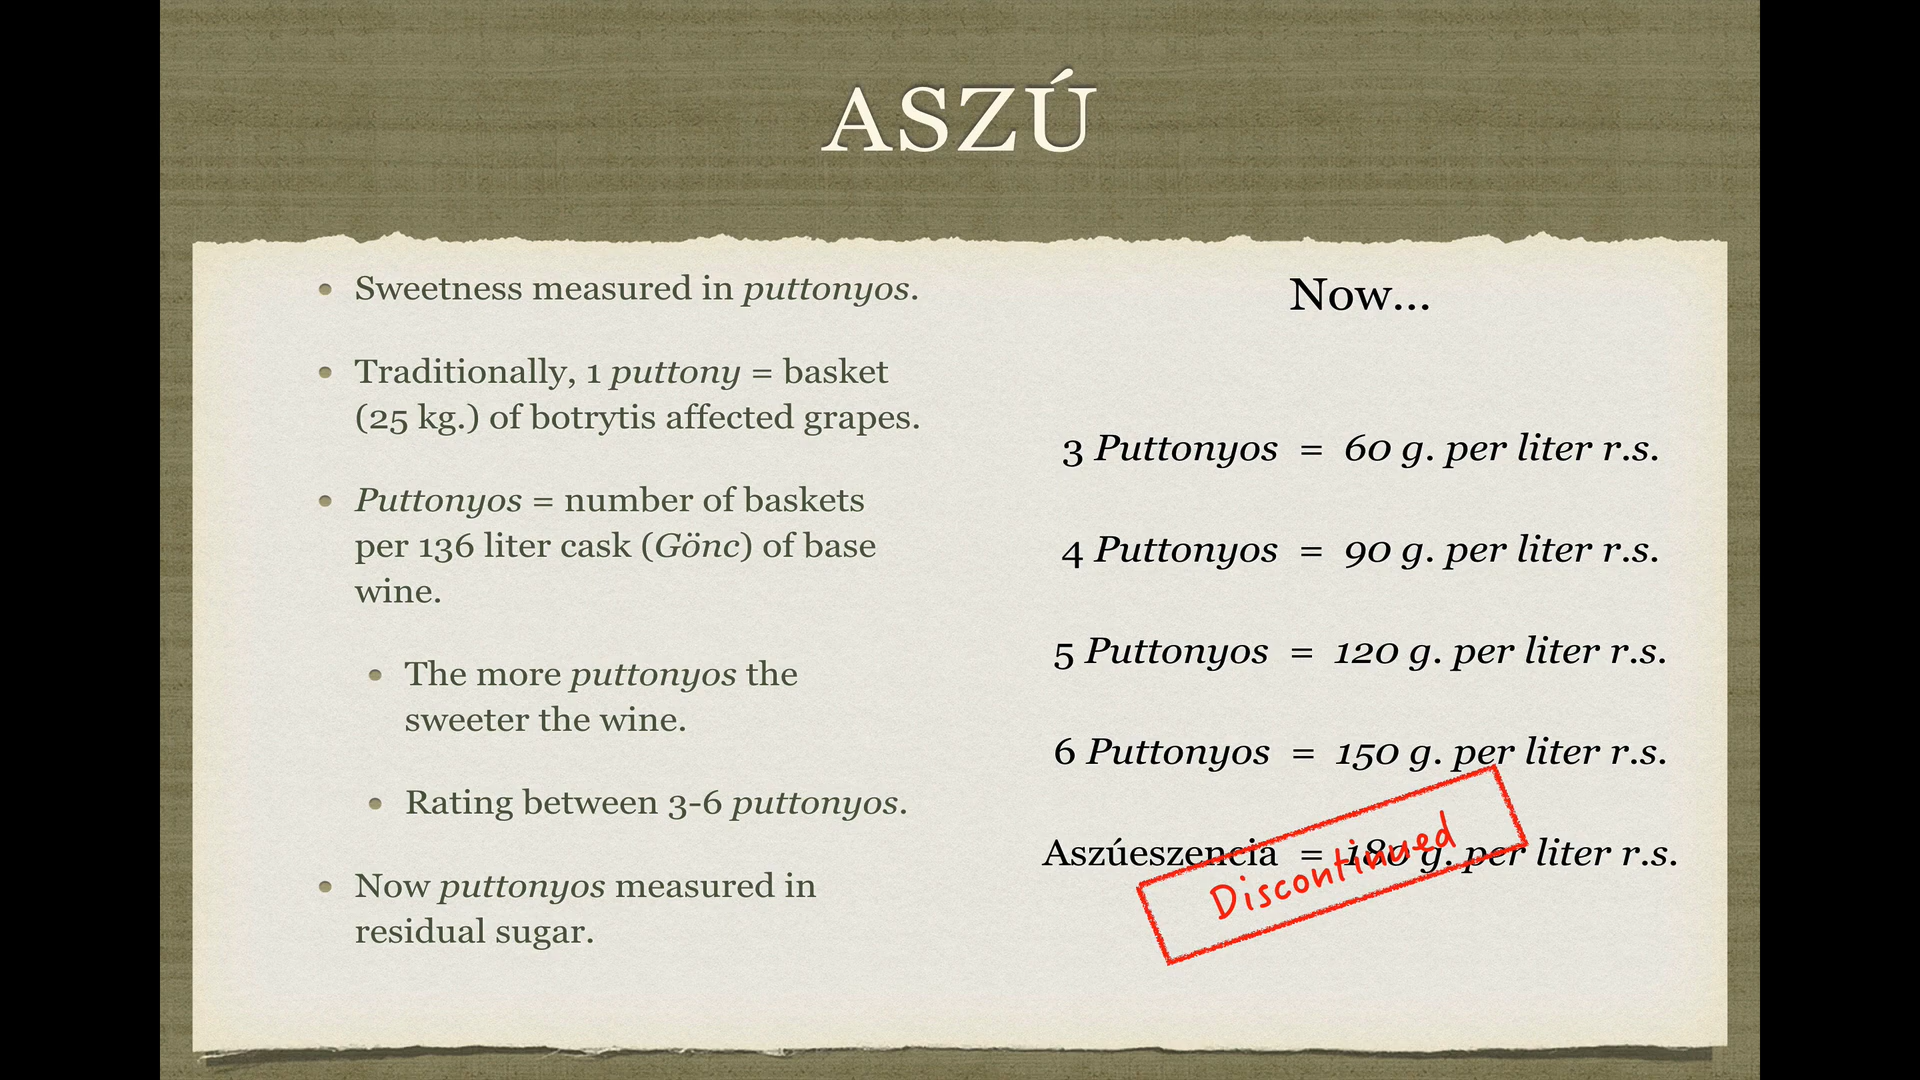 ASZÚ
Sweetness measured in puttonyos.
Traditionally, 1 puttony = basket
(25 kg.) of botrytis affected grapes.
Puttonyos = number of baskets
per 136 liter cask (Gönc) of base
wine.
The more puttonyos the
sweeter the wine.
Rating between 3-6 puttonyos.
Now puttonyos measured in
residual sugar.
Now...
3 Puttonyos = 60 g. per liter r.s.
4 Puttonyos = 90 g. per liter r.s.
5 Puttonyos = 120 g. per liter r.s.
6 Puttonyos = 150 g. per liter r.s.
Aszúeszencia = 180 g. per liter r.s.
Discontinued